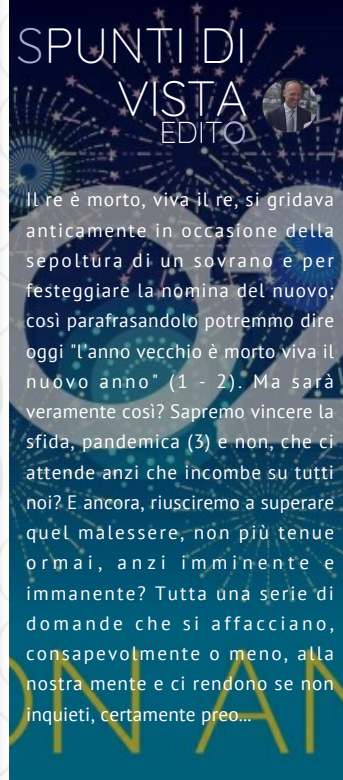 SPUNTI DI
VISTA
EDITO
Il re è morto, viva il re, si gridava
anticamente in occasione della
sepoltura di un sovrano e per
festeggiare la nomina del nuovo;
così parafrasandolo potremmo dire
oggi "l'anno vecchio è morto viva il
nuovo anno" (1 - 2). Ma sarà
veramente così? Sapremo vincere la
sfida, pandemica (3) e non, che ci
attende anzi che incombe su tutti
noi? E ancora, riusciremo a superare
quel malessere, non più tenue
ormai, anzi imminente e
immanente? Tutta una serie di
domande che si affacciano,
consapevolmente o meno, alla
nostra mente e ci rendono se non
inquieti, certamente preo...
02
ON AN